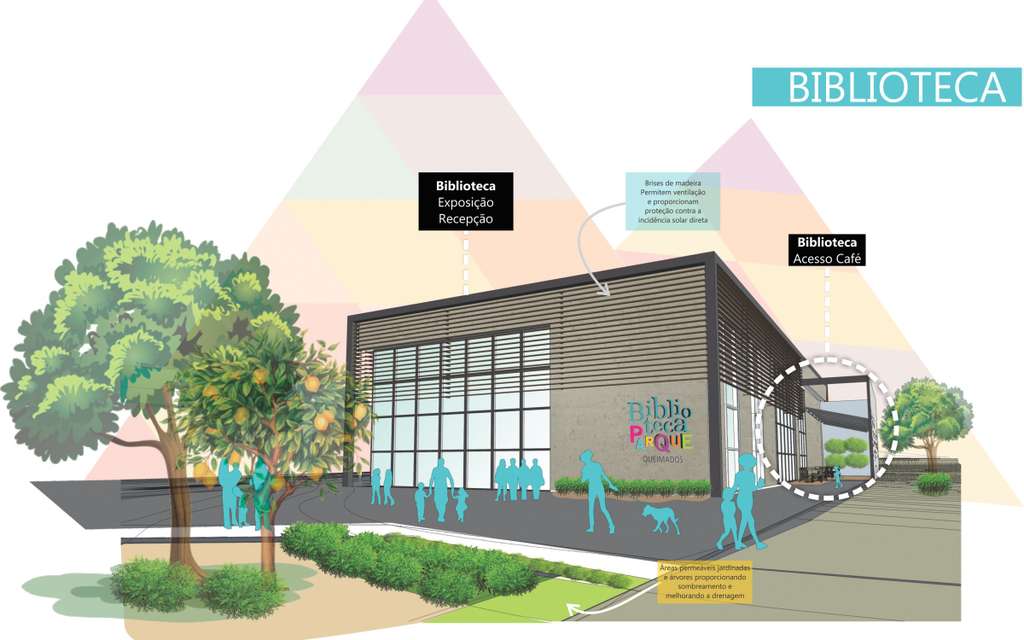 BIBLIOTECA
Biblioteca
Exposição
Recepção
Brises de madeira
Permitem ventilação
e proporcionam
proteção contra a
incidência solar direta
Biblioteca
Acesso Café
Biblio
teca
PARQUE
QUEIMADOS
Áreas permeáveis jardinadas
e árvores proporcionando
sombreamento e
melhorando a drenagem